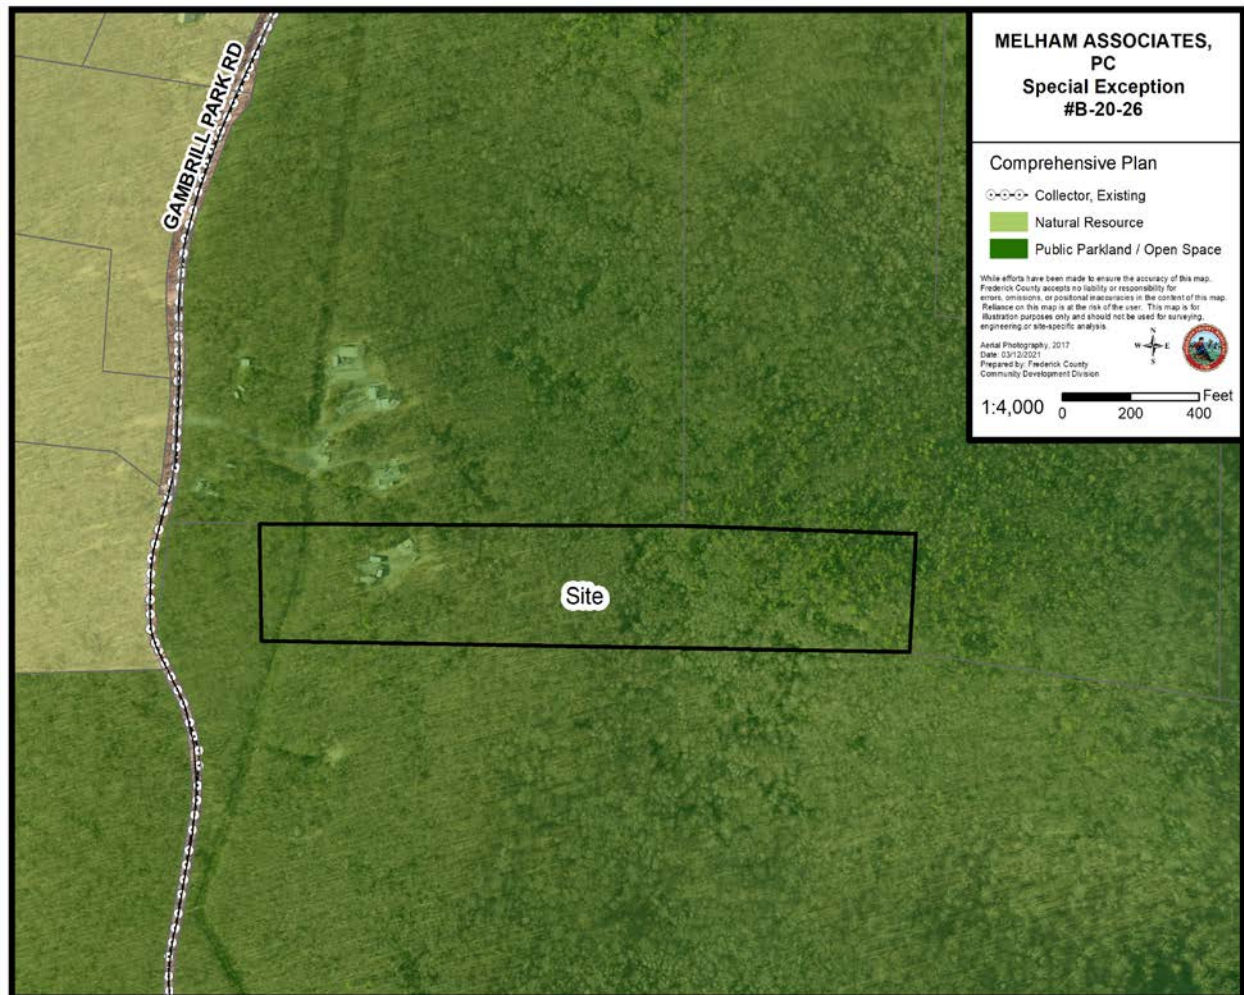 GAMBRILL PARK RD
Site
MELHAM ASSOCIATES,
PC
Special Exception
#B-20-26
Comprehensive Plan
Collector, Existing
Natural Resource
Public Parkland / Open Space
While efforts have been made to ensure the accuracy of this map,
Frederick County accepts no liability or responsibility for
errors, omissions, or positional inaccuracies in the content of this map.
Reliance on this map is at the risk of the user. This map is for
illustration purposes only and should not be used for surveying,
engineering or site-specific analysis.
Aerial Photography, 2017
Date: 03/12/2021
Prepared by: Frederick County
Community Development Division
N
W E
S
1:4,000
Feet
0 200 400